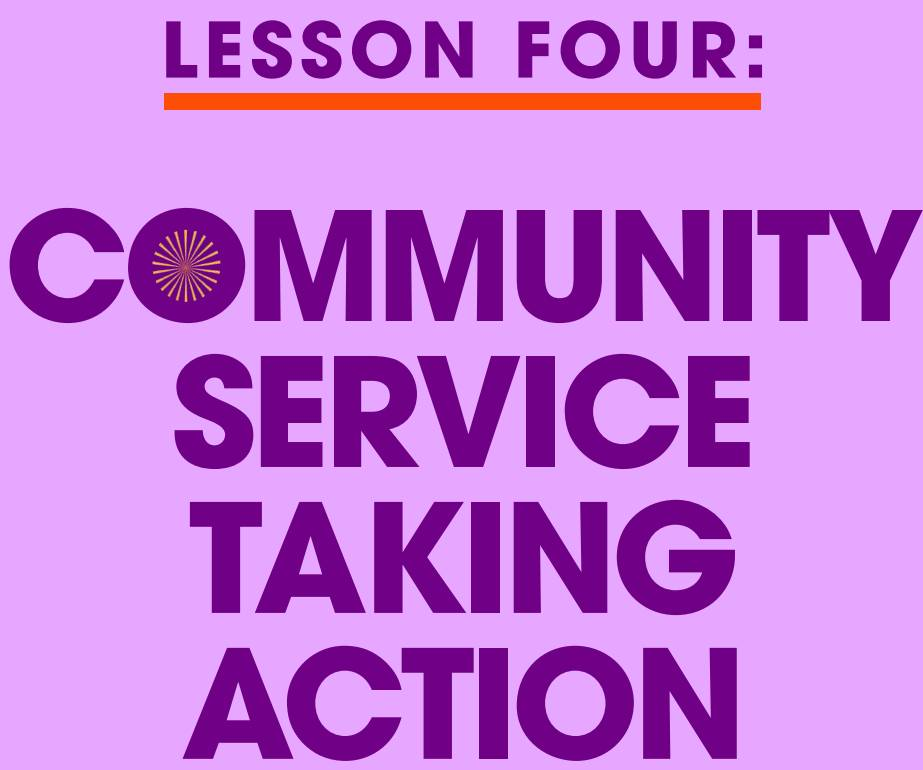 LESSON FOUR:
COMMUNITY
SERVICE
TAKING
ACTION